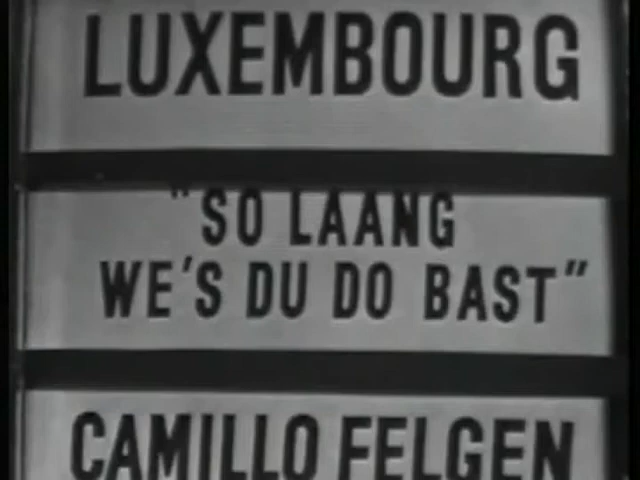 LUXEMBOURG
"SO LAANG
WE'S DU DO BAST"
CAMILLO FELGEN